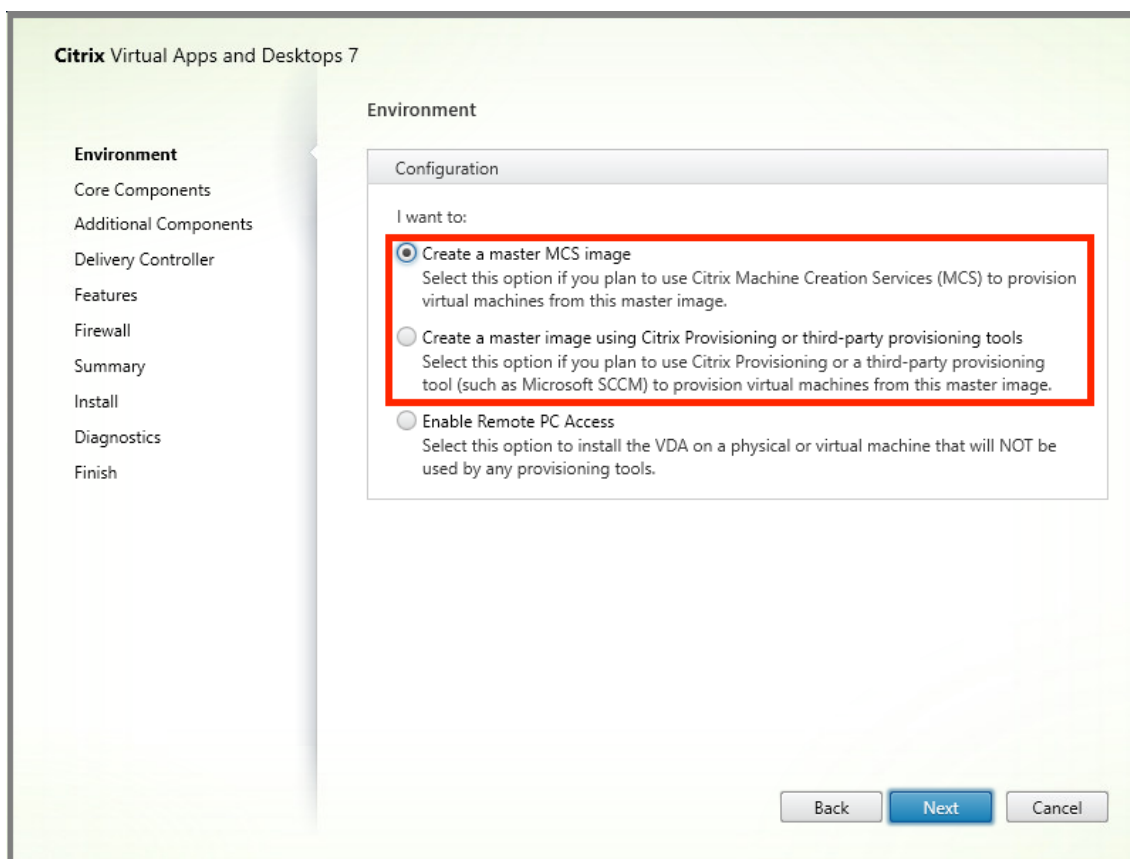 Citrix Virtual Apps and Desktops 7
Environment
Core Components
Additional Components
Delivery Controller
Features
Firewall
Summary
Install
Diagnostics
Finish
Environment
Configuration
I want to:
Create a master MCS image
Select this option if you plan to use Citrix Machine Creation Services (MCS) to provision
virtual machines from this master image.
Create a master image using Citrix Provisioning or third-party provisioning tools
Select this option if you plan to use Citrix Provisioning or a third-party provisioning
tool (such as Microsoft SCCM) to provision virtual machines from this master image.
Enable Remote PC Access
Select this option to install the VDA on a physical or virtual machine that will NOT be
used by any provisioning tools.
Back
Next
Cancel